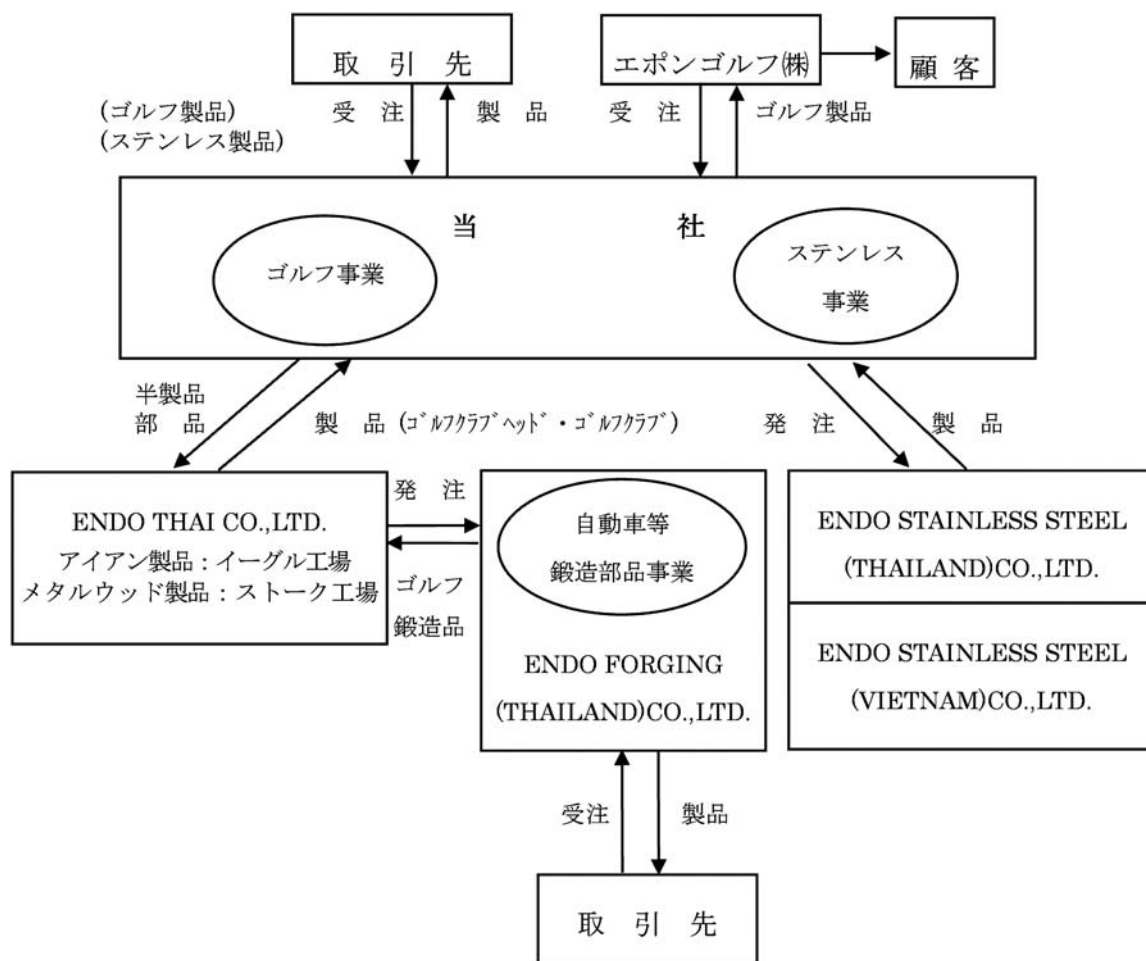 取 引 先
エポンゴルフ㈱
顧 客
(ゴルフ製品)
(ステンレス製品)
受 注
製 品
受 注
ゴルフ製品
当 社
ゴルフ事業
ステンレス
事業
半製品
部 品
製 品 (ｺﾞﾙﾌｸﾗﾌﾞﾍｯﾄﾞ・ｺﾞﾙﾌｸﾗﾌﾞ)
発 注
製 品
ENDO THAI CO.,LTD.
アイアン製品：イーグル工場
メタルウッド製品：ストーク工場
発 注
ゴルフ
鍛造品
自動車等
鍛造部品事業
ENDO FORGING
(THAILAND)CO.,LTD.
ENDO STAINLESS STEEL
(THAILAND)CO.,LTD.
ENDO STAINLESS STEEL
(VIETNAM)CO.,LTD.
受注
製品
取 引 先